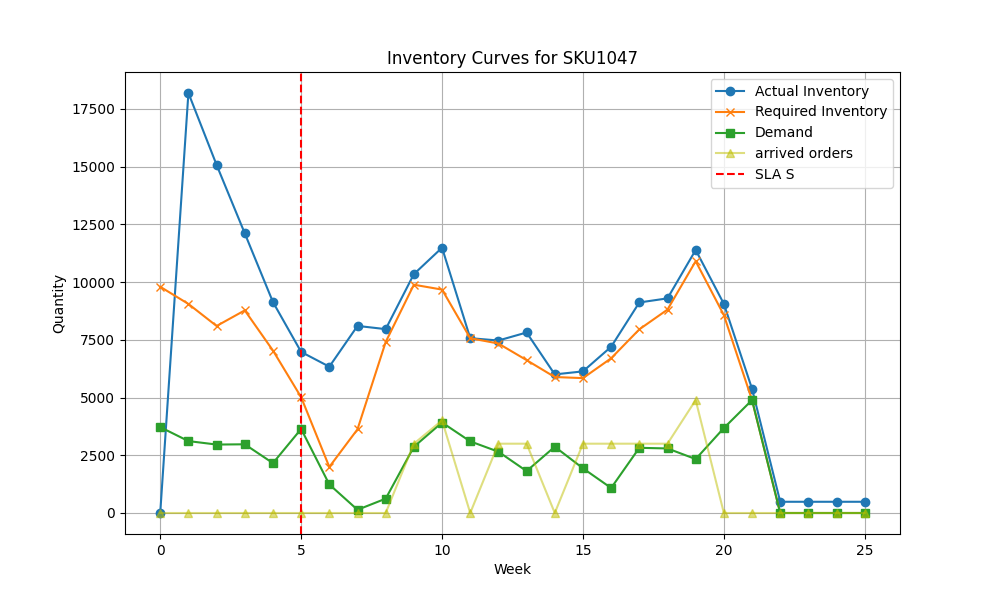 Inventory Curves for SKU1047
Actual Inventory
Required Inventory
Demand
arrived orders
SLA S
Quantity
17500
15000
12500
10000
7500
5000
2500
0
0 5 10 15 20 25
Week